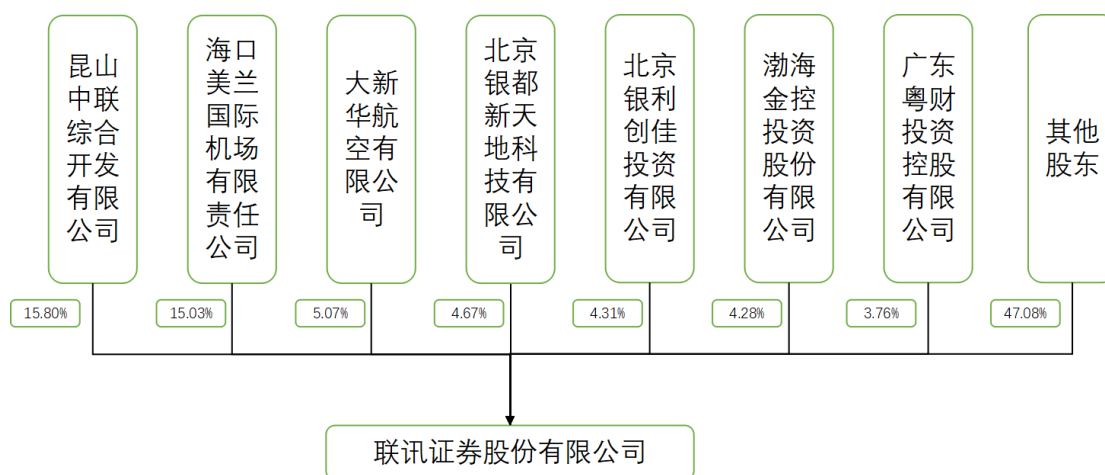 昆山
中联
综合
开发
有限
公司
海口
美兰
国际
机场
有限
责任
公司
大新
华航
空有
限公
司
北京
银都
新天
地科
技有
限公
司
北京
银利
创佳
投资
有限
公司
渤海
金控
投资
股份
有限
公司
广东
粤财
投资
控股
有限
公司
其他
股东
15.80%
15.03%
5.07%
4.67%
4.31%
4.28%
3.76%
47.08%
联讯证券股份有限公司